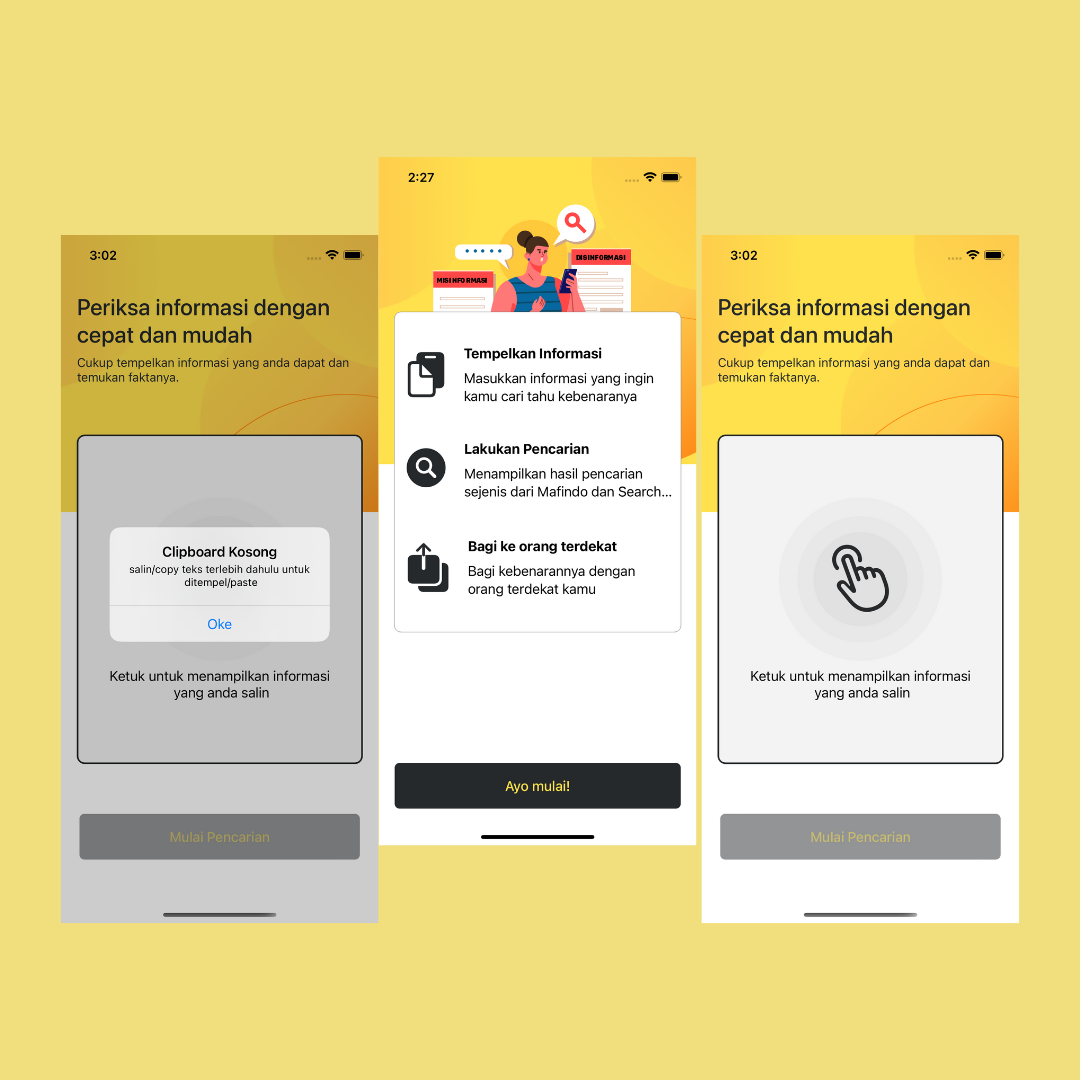 3:02
Periksa informasi dengan
cepat dan mudah
Cukup tempelkan informasi yang anda dapat dan
temukan faktanya.
Clipboard Kosong
salin/copy teks terlebih dahulu untuk
ditempel/paste
Oke
Ketuk untuk menampilkan informasi
yang anda salin
Mulai Pencarian
2:27
MISINFORMASI
DISINFORMASI
Tempelkan Informasi
Masukkan informasi yang ingin
kamu cari tahu kebenaranya
Lakukan Pencarian
Menampilkan hasil pencarian
sejenis dari Mafindo dan Search...
Bagi ke orang terdekat
Bagi kebenarannya dengan
orang terdekat kamu
Ayo mulai!
3:02
Periksa informasi dengan
cepat dan mudah
Cukup tempelkan informasi yang anda dapat dan
temukan faktanya.
Ketuk untuk menampilkan informasi
yang anda salin
Mulai Pencarian